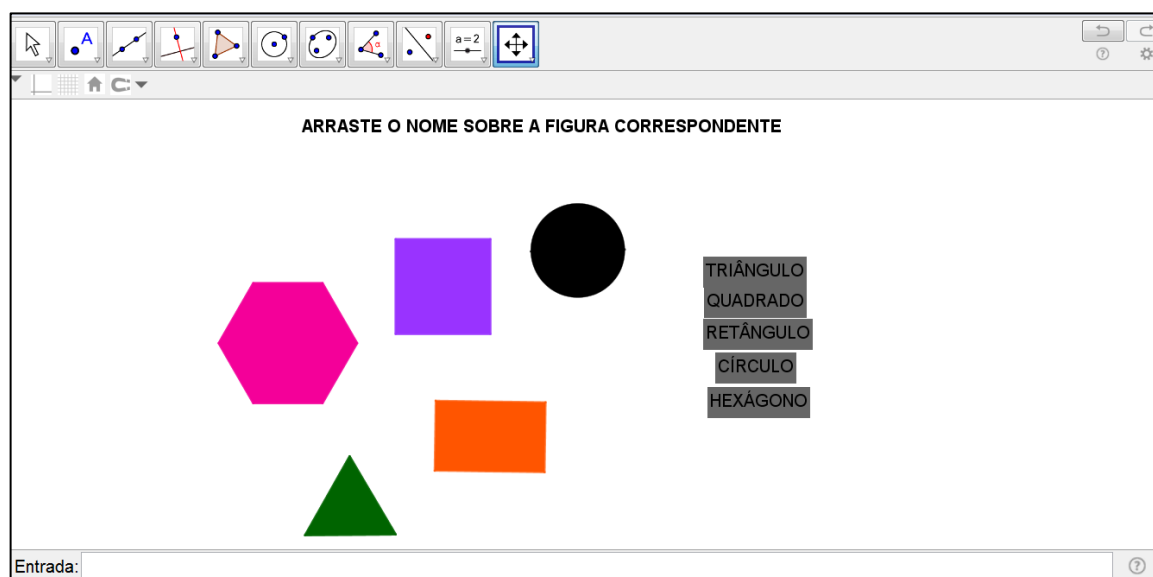 A
α
a=2
ARRASTE O NOME SOBRE A FIGURA CORRESPONDENTE
TRIÂNGULO
QUADRADO
RETÂNGULO
CÍRCULO
HEXÁGONO
Entrada: